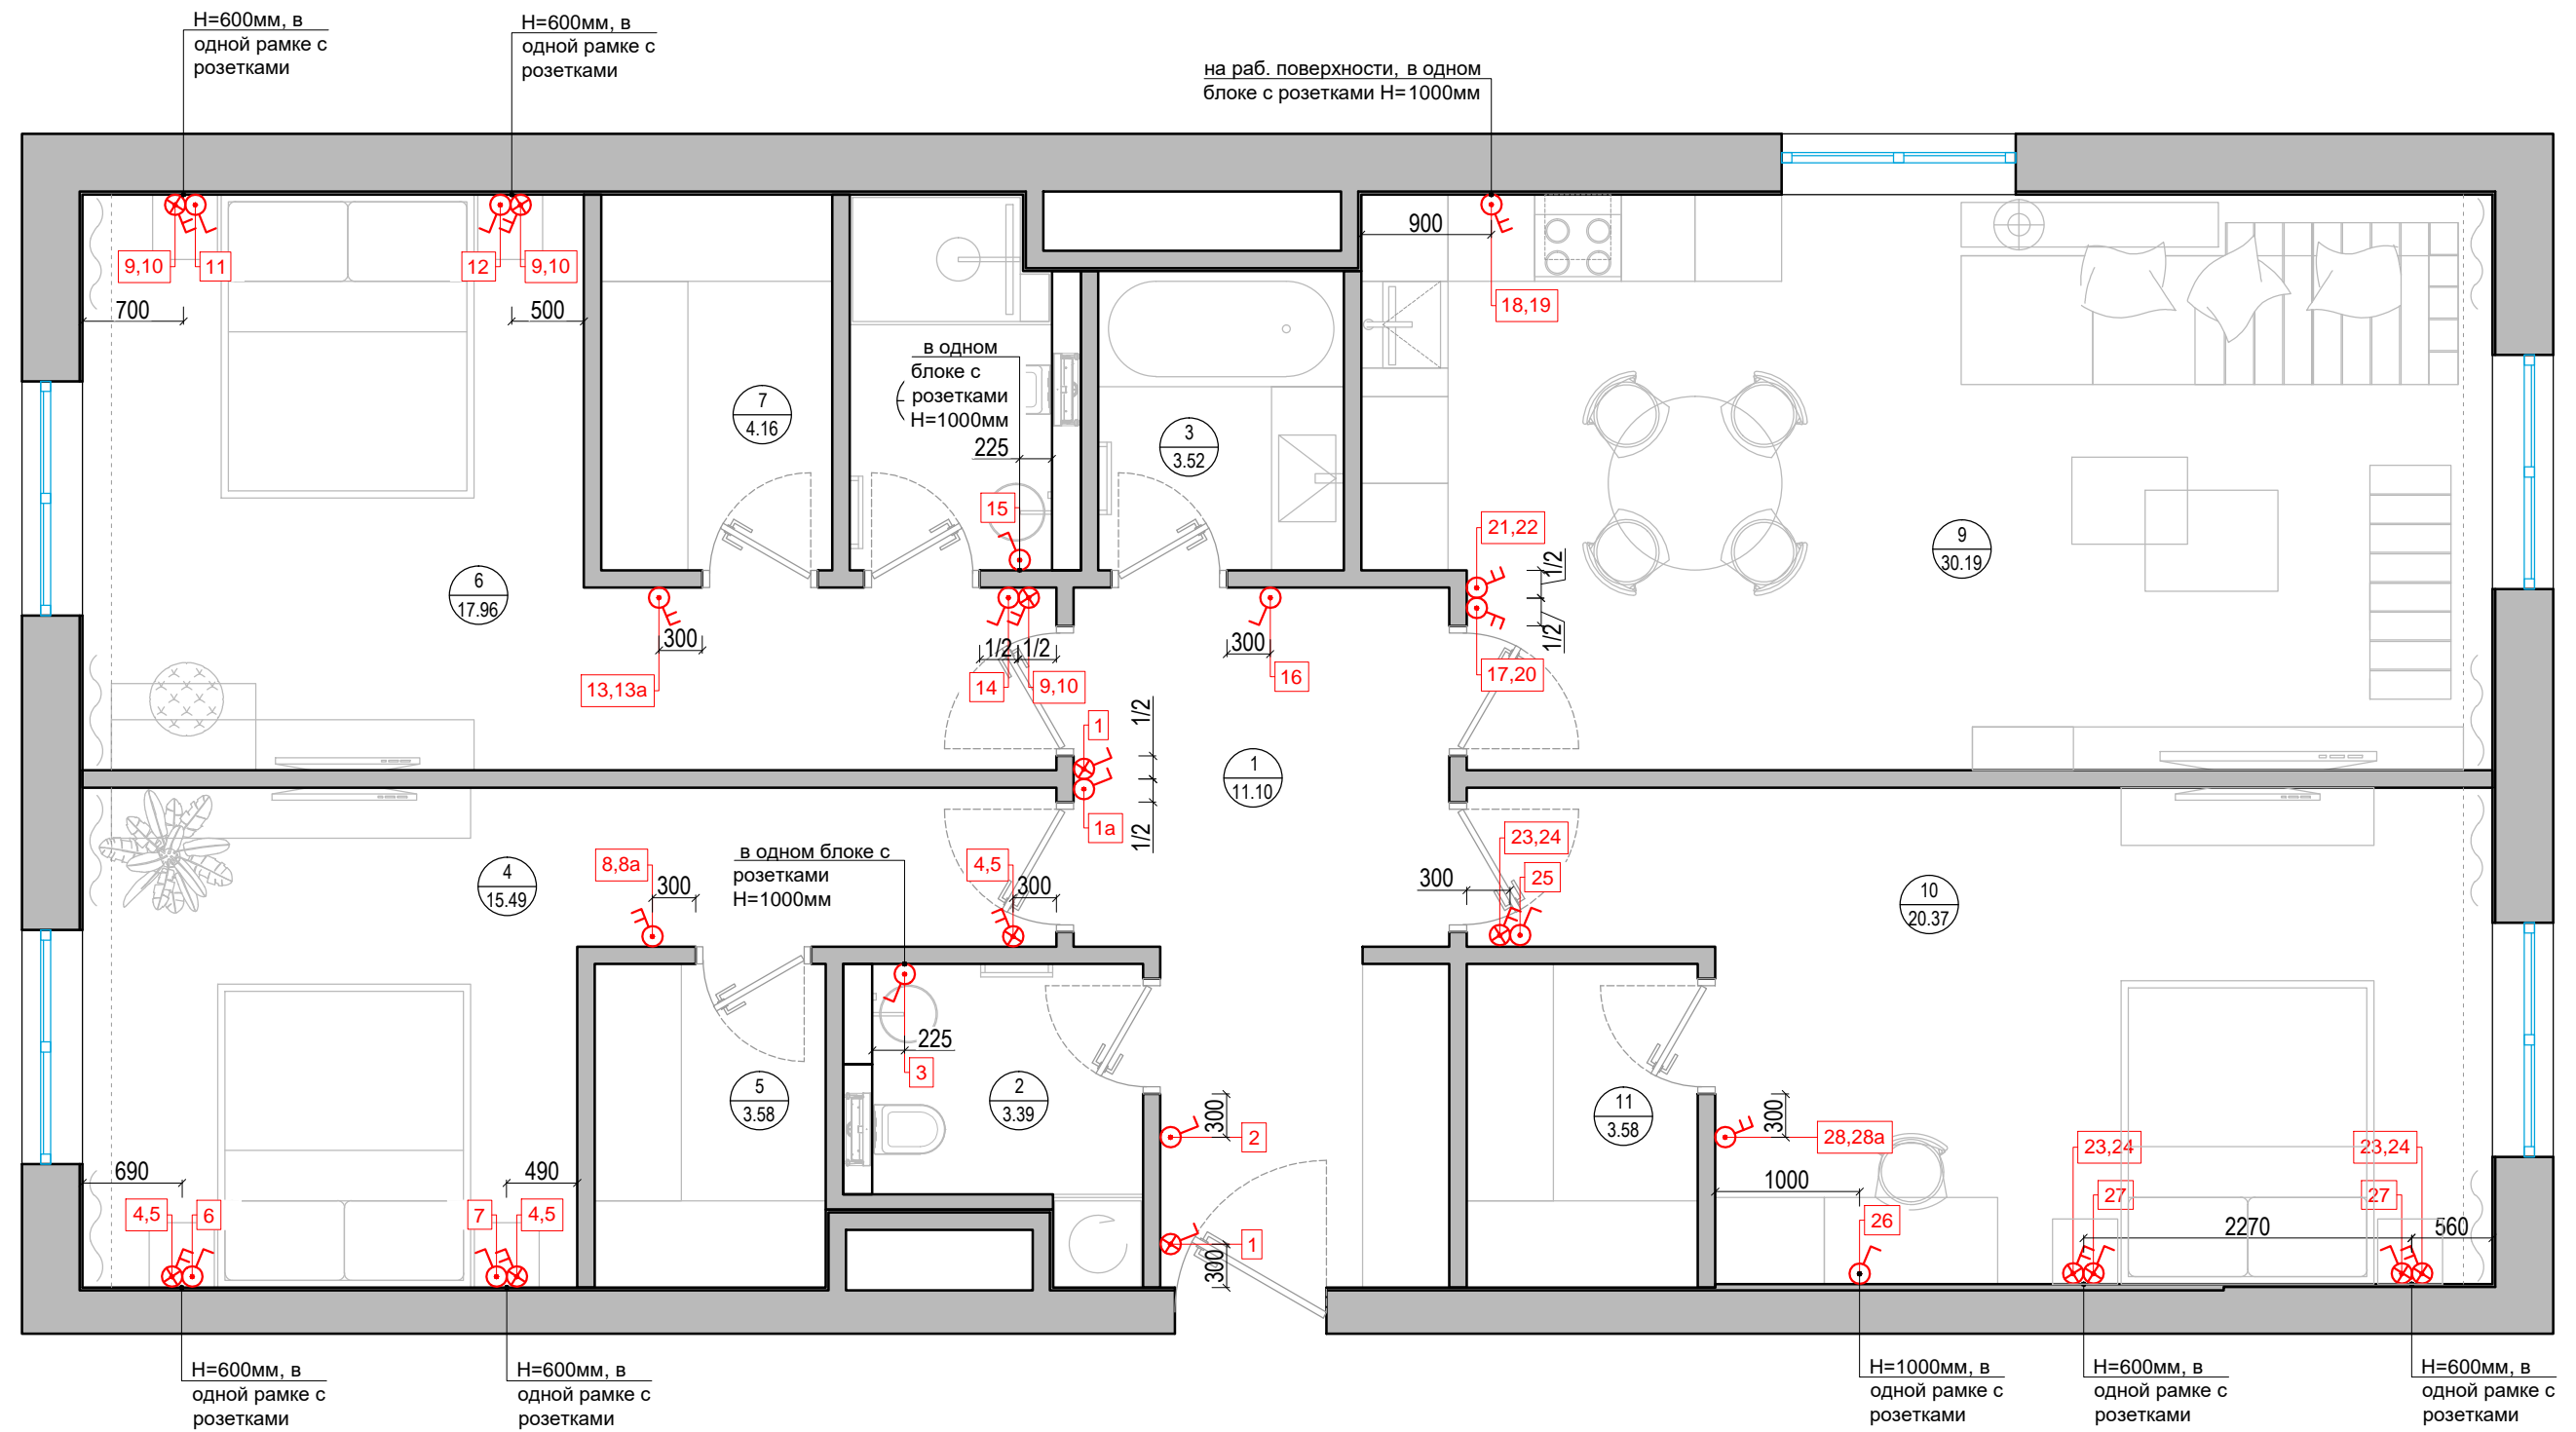 H=600мм, в
одной рамке с
розетками
H=600мм, в
одной рамке с
розетками
на раб. поверхности, в одном
блоке с розетками H=1000мм
900
9,10
11
12
9,10
700
500
18,19
в одном
блоке с
розетками
H=1000мм
225
7
4.16
3
3.52
15
21,22
1/2
1/2
9
30.19
6
17.96
300
13,13а
1/2
1/2
14
9,10
300
16
17,20
1
1/2
1
11.10
1а
1/2
23,24
8,8а
300
в одном блоке с
розетками
H=1000мм
4,5
300
300
25
4
15.49
10
20.37
225
3
5
3.58
2
3.39
11
3.58
300
2
300
28,28а
23,24
23,24
690
490
1000
27
27
4,5
6
7
4,5
26
2270
560
1
300
H=600мм, в
одной рамке с
розетками
H=600мм, в
одной рамке с
розетками
H=1000мм, в
одной рамке с
розетками
H=600мм, в
одной рамке с
розетками
H=600мм, в
одной рамке с
розетками